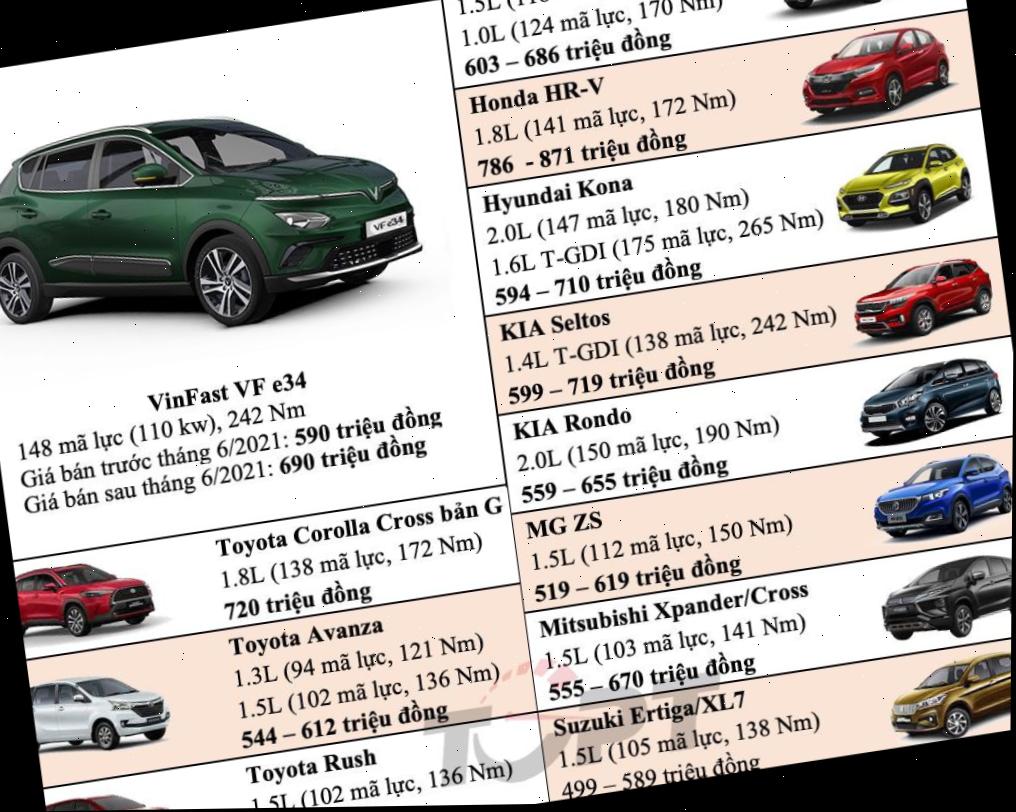 VF e34
VinFast VF e34
148 mã lực (110 kw), 242 Nm
Giá bán trước tháng 6/2021: 590 triệu đồng
Giá bán sau tháng 6/2021: 690 triệu đồng
Toyota Corolla Cross bản G
1.8L (138 mã lực, 172 Nm)
720 triệu đồng
Toyota Avanza
1.3L (94 mã lực, 121 Nm)
1.5L (102 mã lực, 136 Nm)
544 – 612 triệu đồng
Toyota Rush
1.5L (102 mã lực, 136 Nm)
1.0L (124 mã lực, 170 Nm)
603 – 686 triệu đồng
Honda HR-V
1.8L (141 mã lực, 172 Nm)
786 - 871 triệu đồng
Hyundai Kona
2.0L (147 mã lực, 180 Nm)
1.6L T-GDI (175 mã lực, 265 Nm)
594 – 710 triệu đồng
KIA Seltos
1.4L T-GDI (138 mã lực, 242 Nm)
599 – 719 triệu đồng
KIA Rondo
2.0L (150 mã lực, 190 Nm)
559 – 655 triệu đồng
MG ZS
1.5L (112 mã lực, 150 Nm)
519 – 619 triệu đồng
Mitsubishi Xpander/Cross
1.5L (103 mã lực, 141 Nm)
555 – 670 triệu đồng
Suzuki Ertiga/XL7
1.5L (105 mã lực, 138 Nm)
499 – 589 triệu đồng